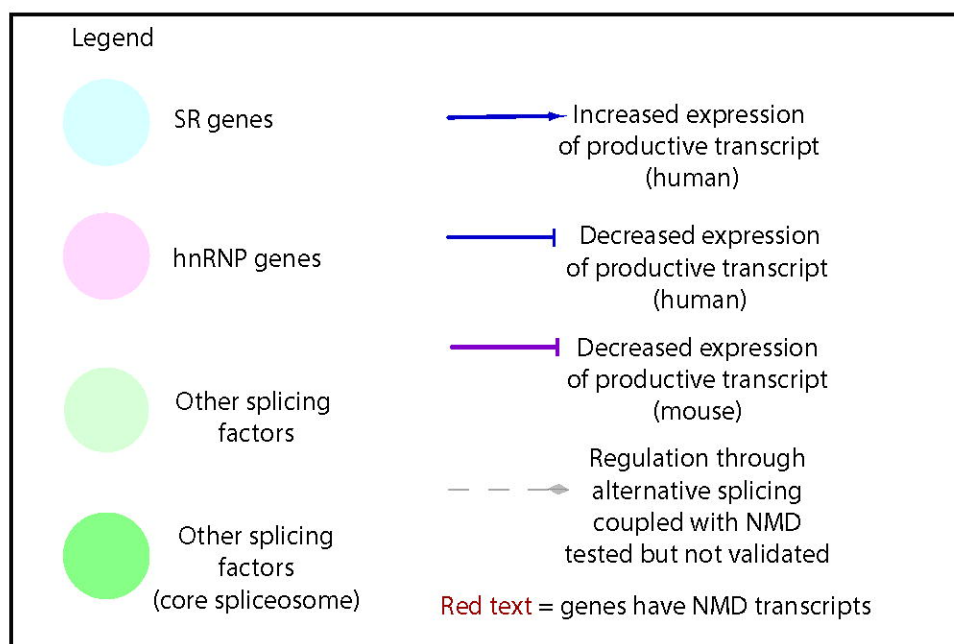 Legend
SR genes
Increased expression
of productive transcript
(human)
hnRNP genes
Decreased expression
of productive transcript
(human)
Decreased expression
of productive transcript
(mouse)
Other splicing
factors
Regulation through
alternative splicing
coupled with NMD
tested but not validated
Other splicing
factors
(core spliceosome)
Red text = genes have NMD transcripts